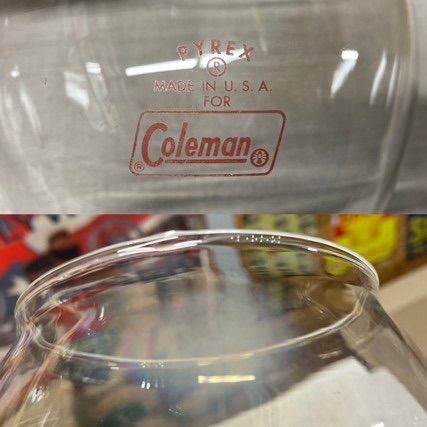 PYREX
®
MADE IN U.S.A.
FOR
Coleman®